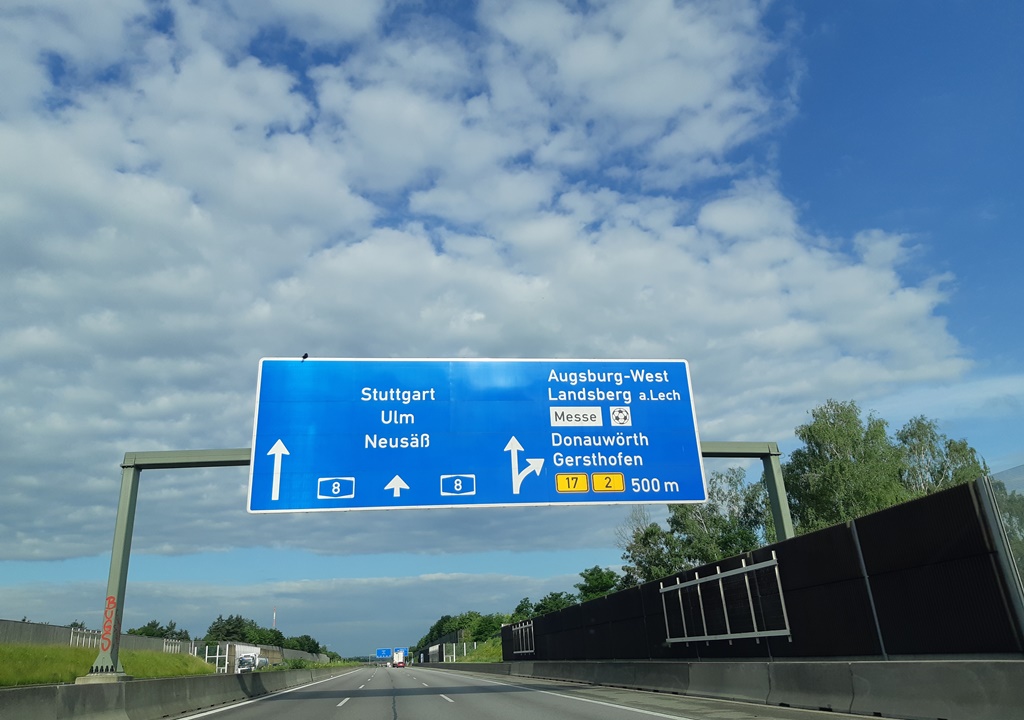 Stuttgart
Ulm
Neusäß
8
8
Augsburg-West
Landsberg a.Lech
Messe
Donauwörth
Gersthofen
17 2 500 m